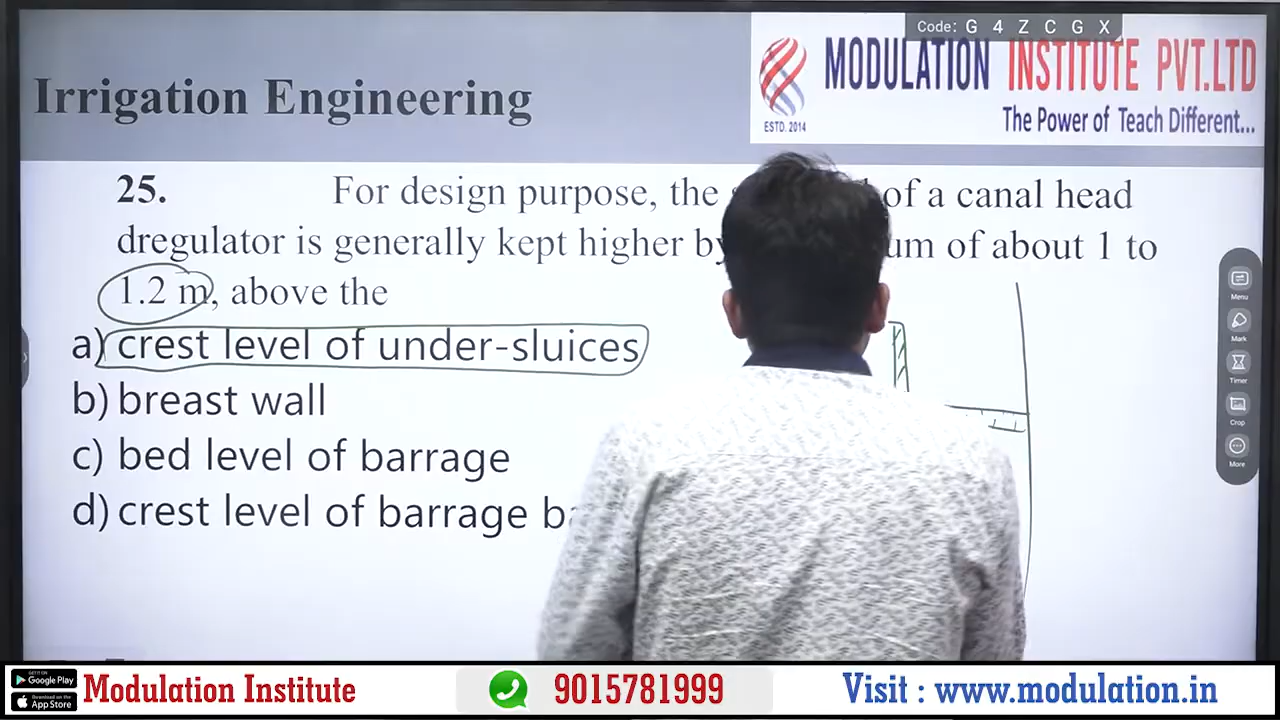 Code: G 4 Z C G X
MODULATION INSTITUTE PVT.LTD
ESTD. 2014
The Power of Teach Different...
Irrigation Engineering
25. For design purpose, the of a canal head
dregulator is generally kept higher by of about 1 to
1.2 m, above the
a) crest level of under-sluices
b) breast wall
c) bed level of barrage
d) crest level of barrage
Menu
Mark
Timer
Crop
More
GET IT ON
Google Play
Download on the
App Store
Modulation Institute
9015781999
Visit : www.modulation.in